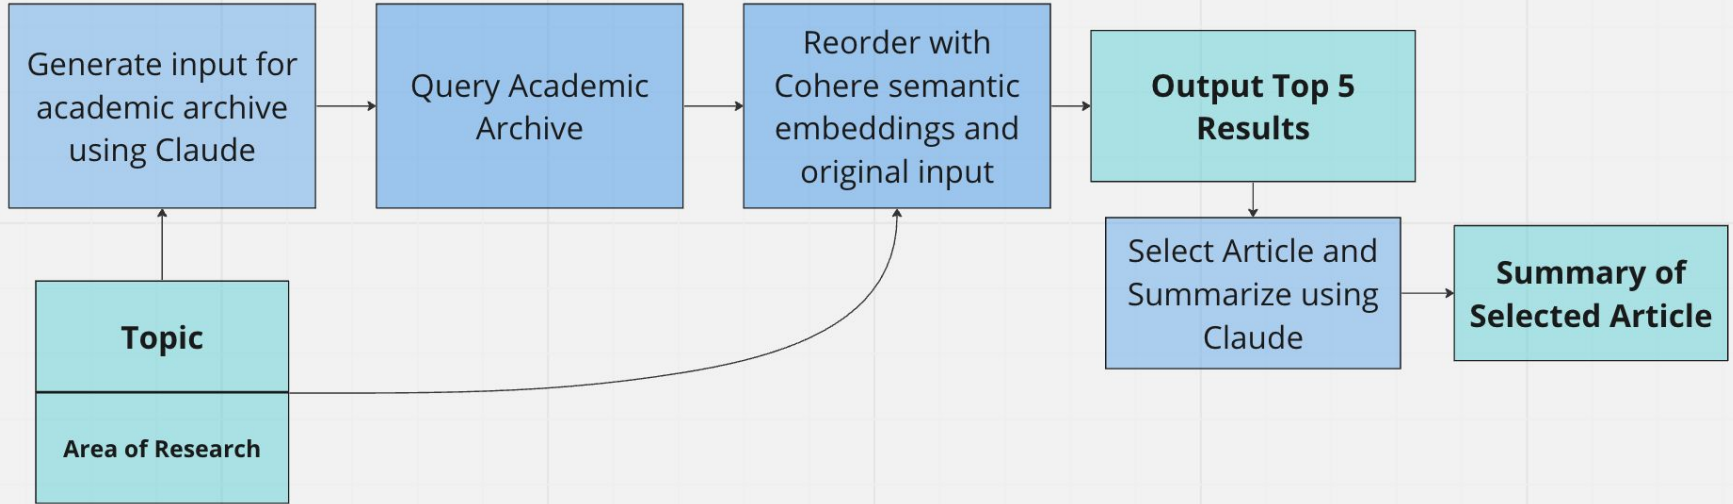 Generate input for
academic archive
using Claude
Query Academic
Archive
Reorder with
Cohere semantic
embeddings and
original input
Output Top 5
Results
Select Article and
Summarize using
Claude
Summary of
Selected Article
Topic
Area of Research